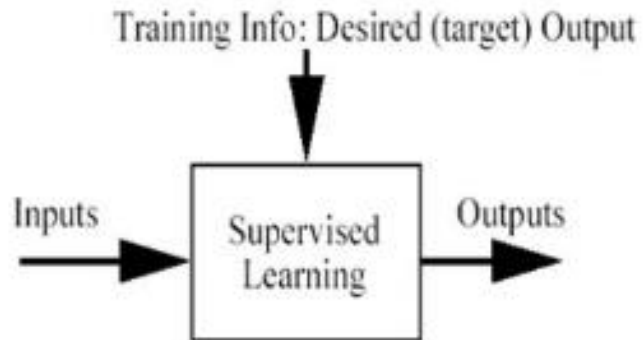 Training Info: Desired (target) Output
Inputs
Supervised
Learning
Outputs